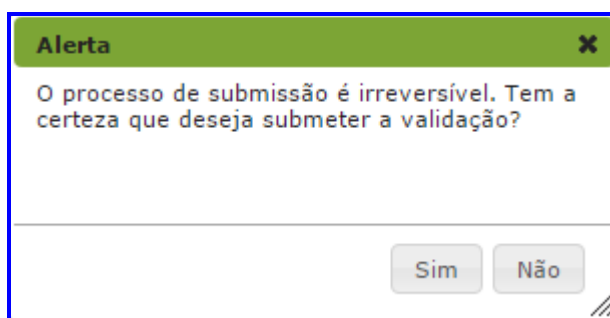 Alerta
O processo de submissão é irreversível. Tem a
certeza que deseja submeter a validação?
Sim Não